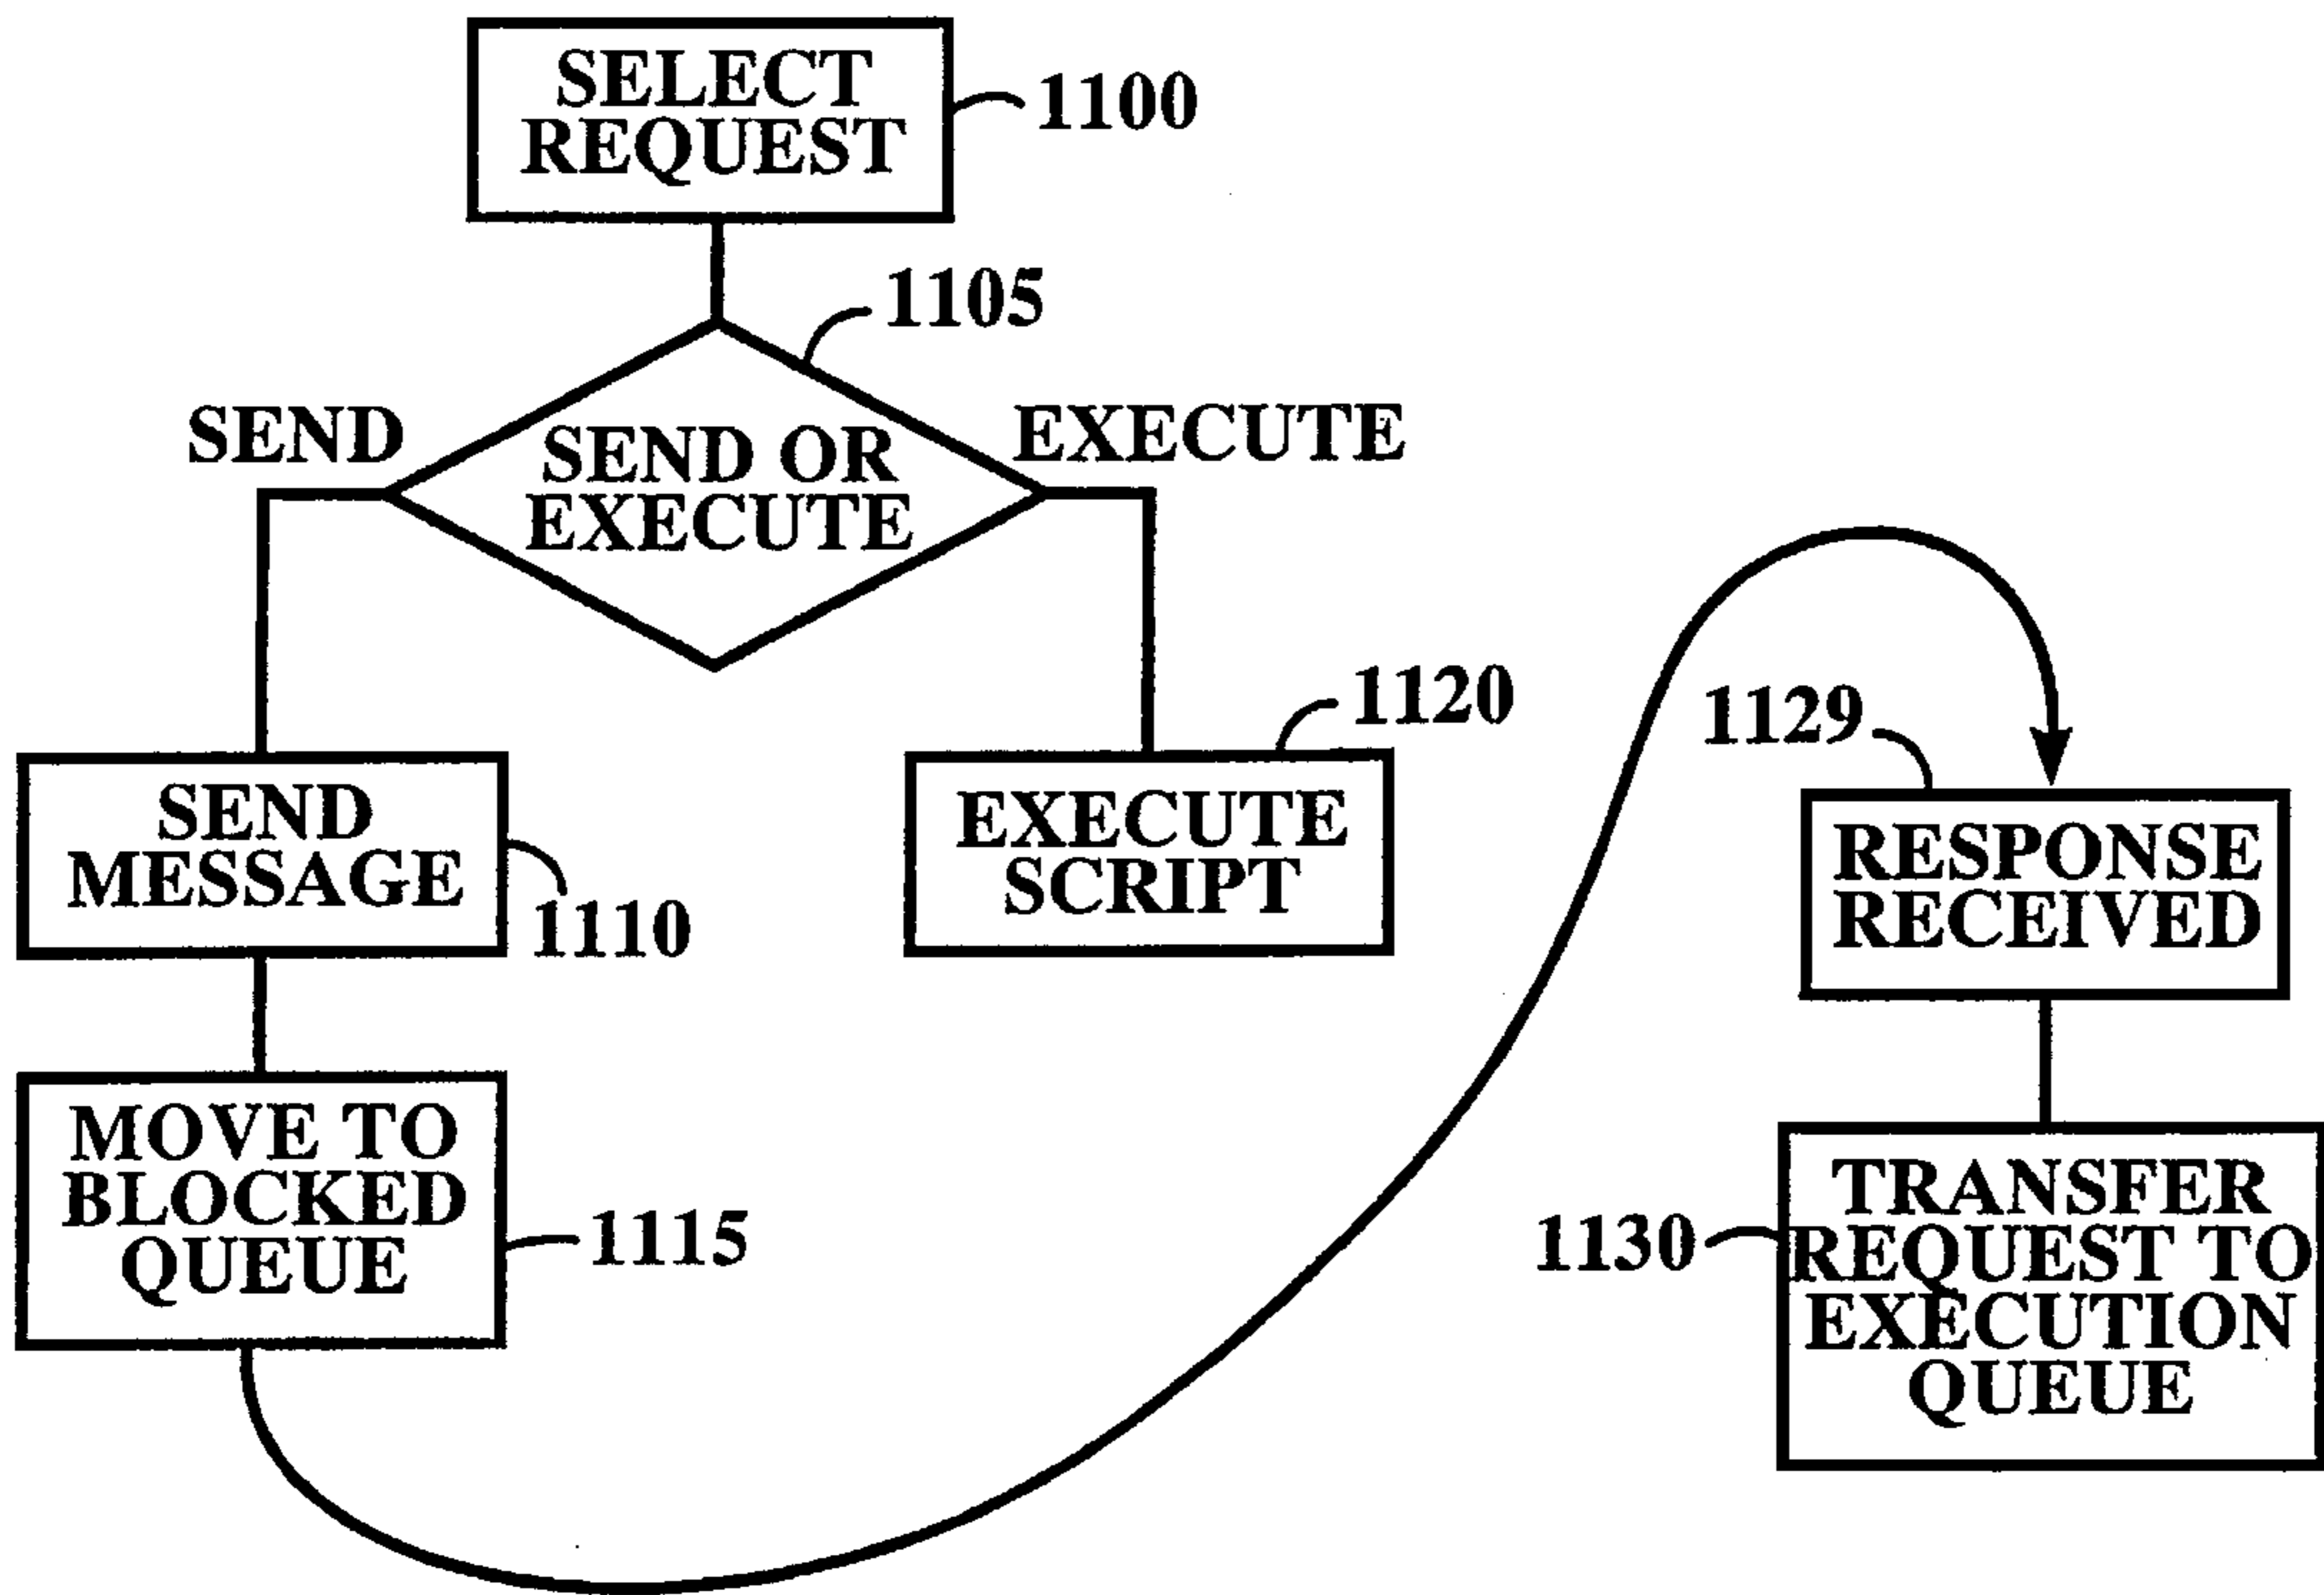 SELECT
REQUEST
1100
1105
SEND
EXECUTE
SEND OR
EXECUTE
1120
1129
SEND
MESSAGE
1110
EXECUTE
SCRIPT
RESPONSE
RECEIVED
MOVE TO
BLOCKED
QUEUE
1115
1130
TRANSFER
REQUEST TO
EXECUTION
QUEUE